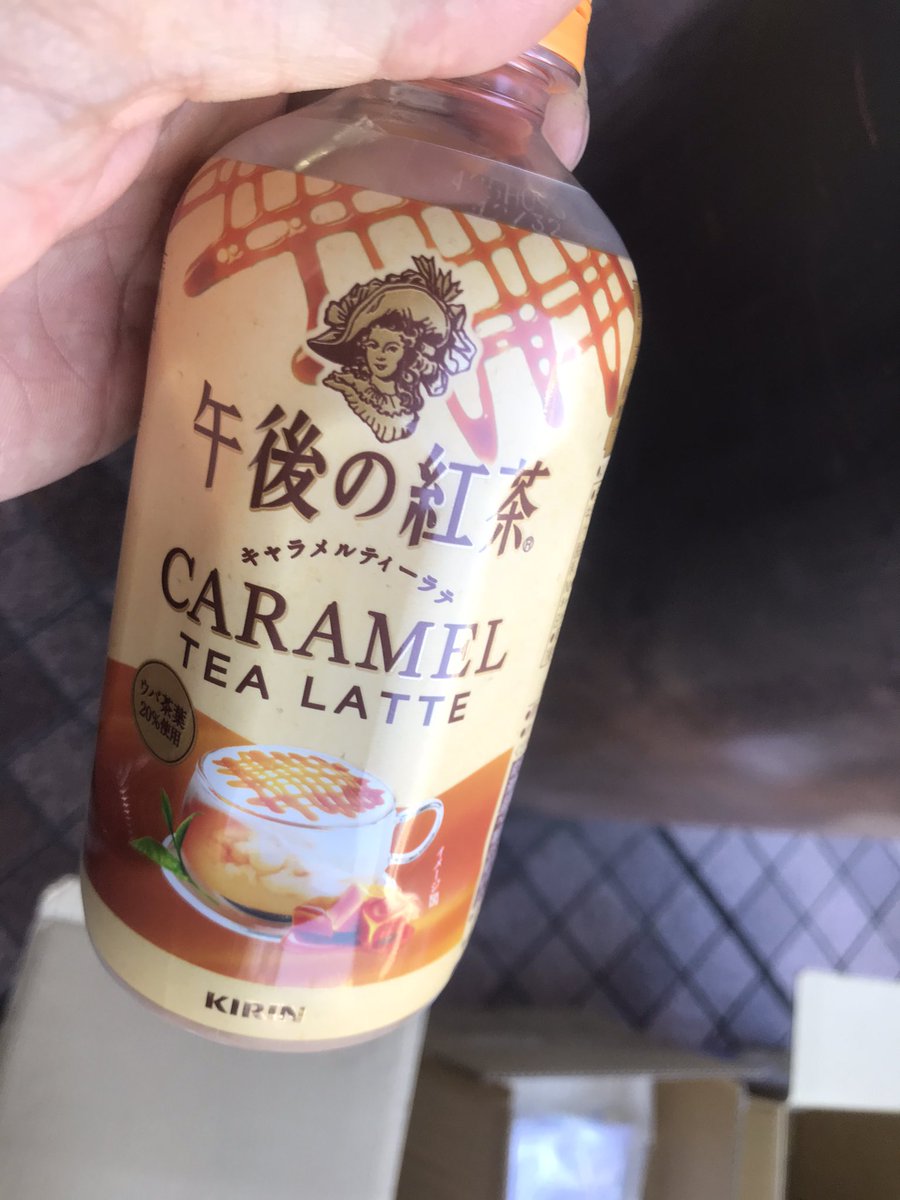 午後の紅茶®
キャラメルティーラテ
CARAMEL
TEA LATTE
ウバ茶葉
20%使用
イメージ図
KIRIN